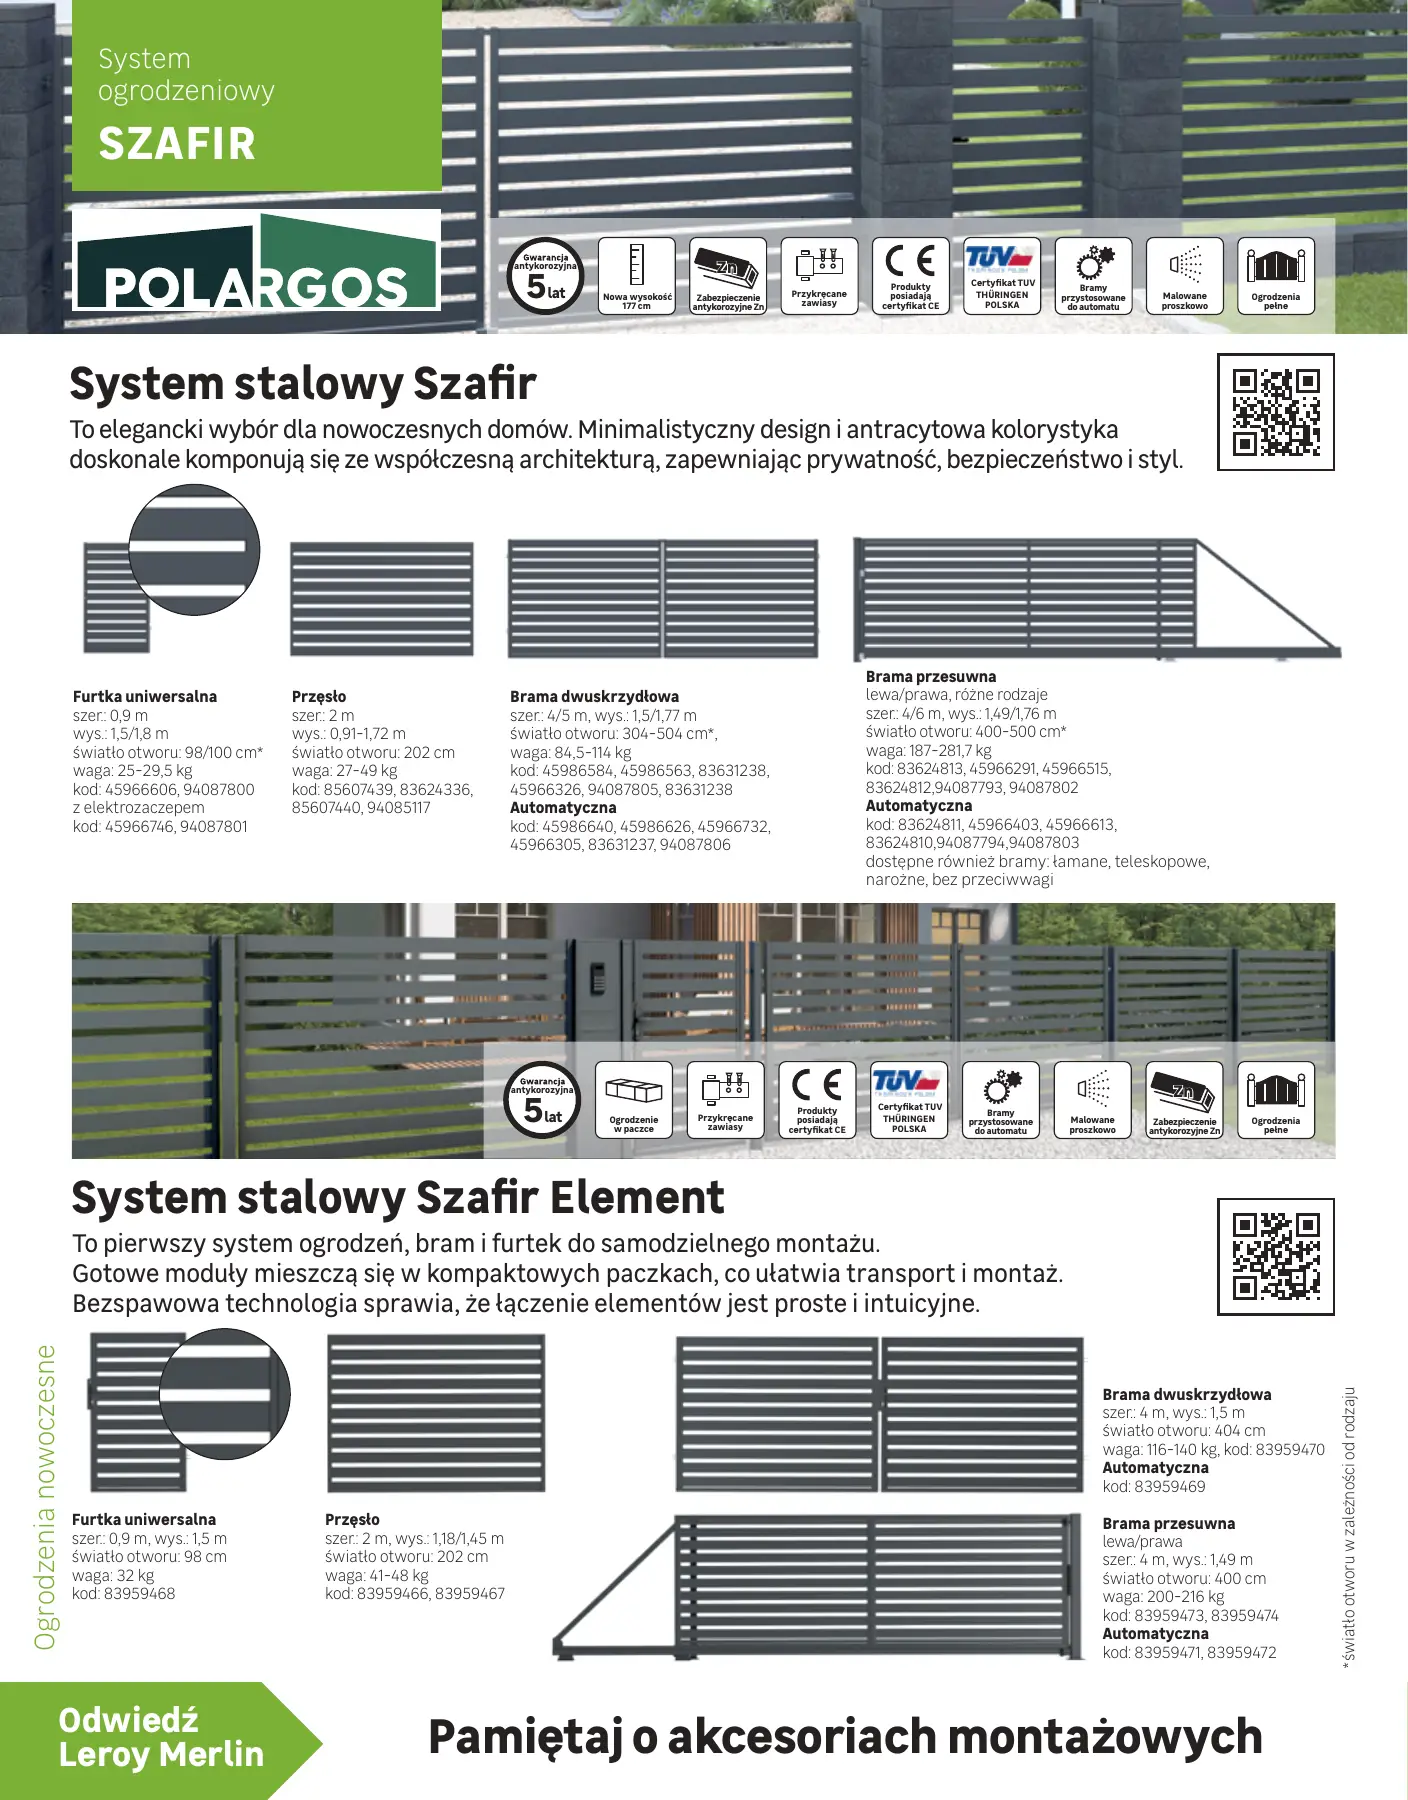 System
ogrodzeniowy
SZAFIR
POLARGOS
Gwarancja
antykorozyjna
5 lat
Nowa wysokość
177 cm
Zn
Zabezpieczenie
antykorozyjne Zn
Przykręcane
zawiasy
CE
Produkty
posiadają
certyfikat CE
TÜV
Certyfikat TUV
THÜRINGEN
POLSKA
Bramy
przystosowane
do automatu
Malowane
proszkowo
Ogrodzenia
pełne
System stalowy Szafir
To elegancki wybór dla nowoczesnych domów. Minimalistyczny design i antracytowa kolorystyka
doskonale komponują się ze współczesną architekturą, zapewniając prywatność, bezpieczeństwo i styl.
Furtka uniwersalna
szer.: 0,9 m
wys.: 1,5/1,8 m
światło otworu: 98/100 cm*
waga: 25-29,5 kg
kod: 45966606, 94087800
z elektrozaczepem
kod: 45966746, 94087801
Przęsło
szer.: 2 m
wys.: 0,91-1,72 m
światło otworu: 202 cm
waga: 27-49 kg
kod: 85607439, 83624336,
85607440, 94085117
Brama dwuskrzydłowa
szer.: 4/5 m, wys.: 1,5/1,77 m
światło otworu: 304-504 cm*,
waga: 84,5-114 kg
kod: 45986584, 45986563, 83631238,
45966326, 94087805, 83631238
Automatyczna
kod: 45986640, 45986626, 45966732,
45966305, 83631237, 94087806
Brama przesuwna
lewa/prawa, różne rodzaje
szer.: 4/6 m, wys.: 1,49/1,76 m
światło otworu: 400-500 cm*
waga: 187-281,7 kg
kod: 83624813, 45966291, 45966515,
83624812,94087793, 94087802
Automatyczna
kod: 83624811, 45966403, 45966613,
83624810,94087794,94087803
dostępne również bramy: łamane, teleskopowe,
narożne, bez przeciwwagi
Gwarancja
antykorozyjna
5 lat
Ogrodzenie
w paczce
Przykręcane
zawiasy
CE
Produkty
posiadają
certyfikat CE
TÜV
Certyfikat TUV
THÜRINGEN
POLSKA
Bramy
przystosowane
do automatu
Malowane
proszkowo
Zn
Zabezpieczenie
antykorozyjne Zn
Ogrodzenia
pełne
System stalowy Szafir Element
To pierwszy system ogrodzeń, bram i furtek do samodzielnego montażu.
Gotowe moduły mieszczą się w kompaktowych paczkach, co ułatwia transport i montaż.
Bezspawowa technologia sprawia, że łączenie elementów jest proste i intuicyjne.
Furtka uniwersalna
szer.: 0,9 m, wys.: 1,5 m
światło otworu: 98 cm
waga: 32 kg
kod: 83959468
Przęsło
szer.: 2 m, wys.: 1,18/1,45 m
światło otworu: 202 cm
waga: 41-48 kg
kod: 83959466, 83959467
Brama dwuskrzydłowa
szer.: 4 m, wys.: 1,5 m
światło otworu: 404 cm
waga: 116-140 kg, kod: 83959470
Automatyczna
kod: 83959469
Brama przesuwna
lewa/prawa
szer.: 4 m, wys.: 1,49 m
światło otworu: 400 cm
waga: 200-216 kg
kod: 83959473, 83959474
Automatyczna
kod: 83959471, 83959472
*światło otworu w zależności od rodzaju
Ogrodzenia nowoczesne
Odwiedź
Leroy Merlin
Pamiętaj o akcesoriach montażowych